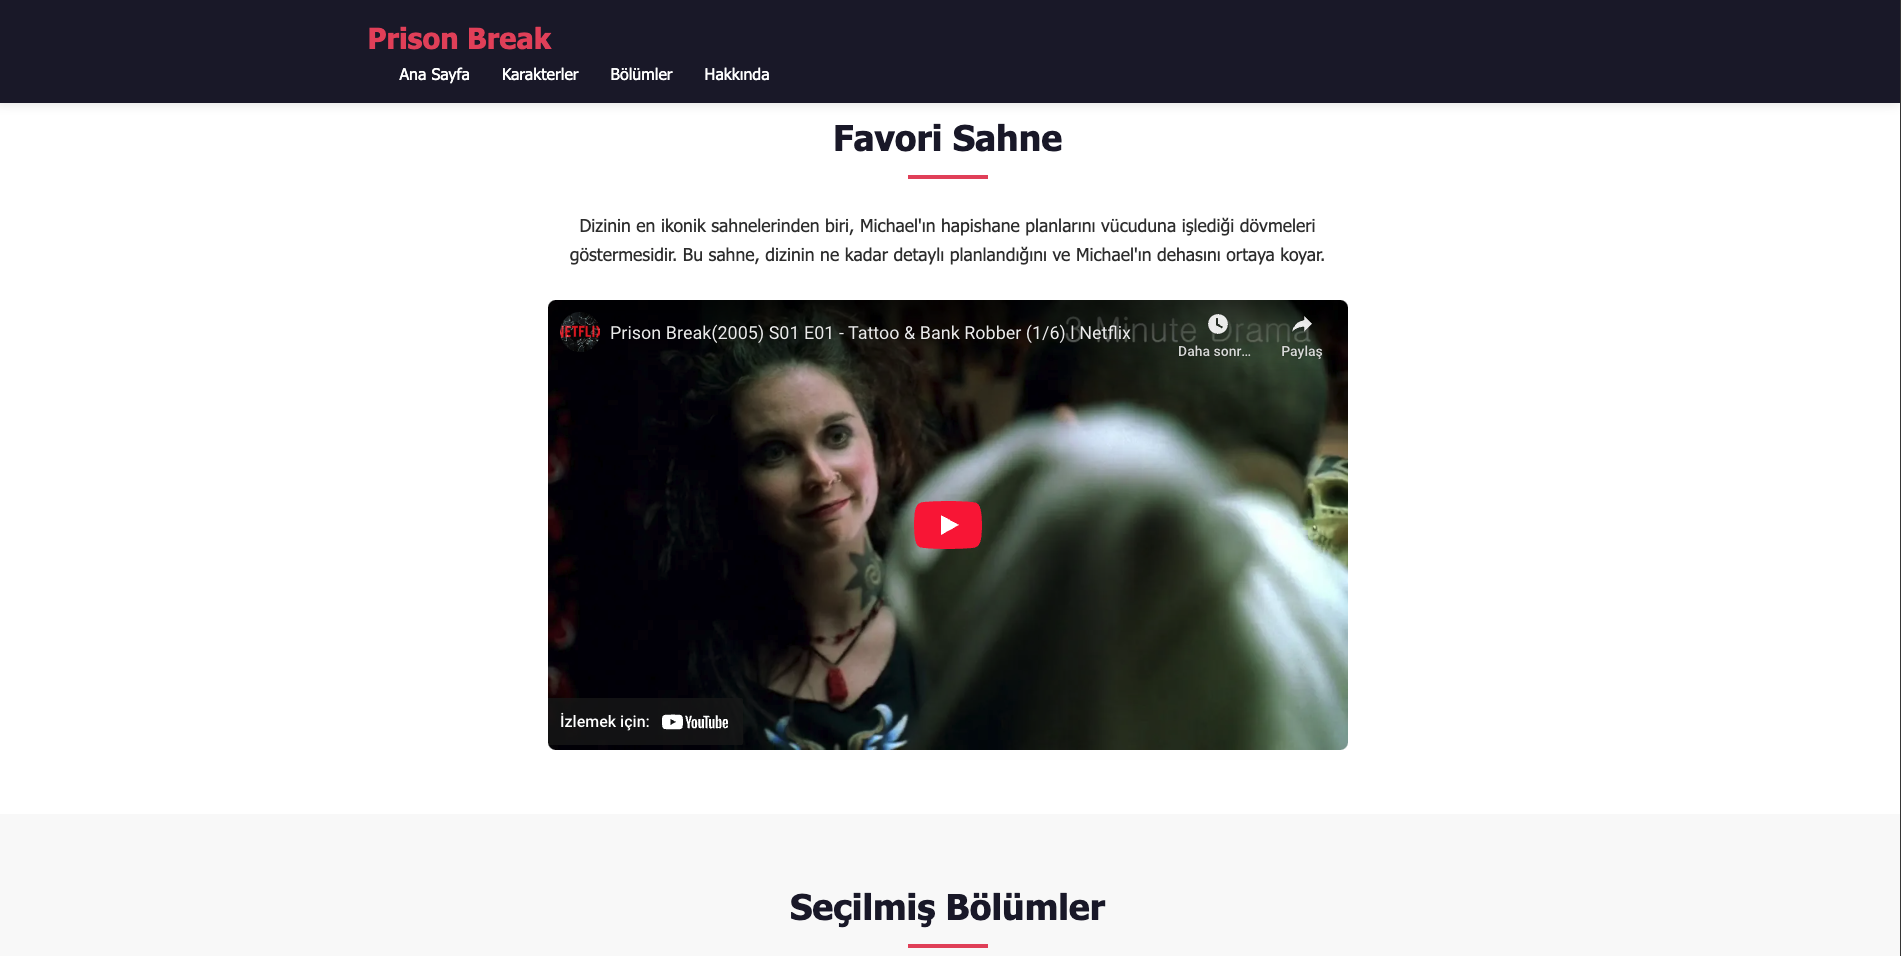 Prison Break
Ana Sayfa Karakterler Bölümler Hakkında
Favori Sahne
Dizinin en ikonik sahnelerinden biri, Michael'ın hapishane planlarını vücuduna işlediği dövmeleri
göstermesidir. Bu sahne, dizinin ne kadar detaylı planlandığını ve Michael'ın dehasını ortaya koyar.
ETFLI
Prison Break(2005) S01 E01 - Tattoo & Bank Robber (1/6) l Netflix
3 Minute Drama
Daha sonr... Paylaş
İzlemek için: YouTube
Seçilmiş Bölümler